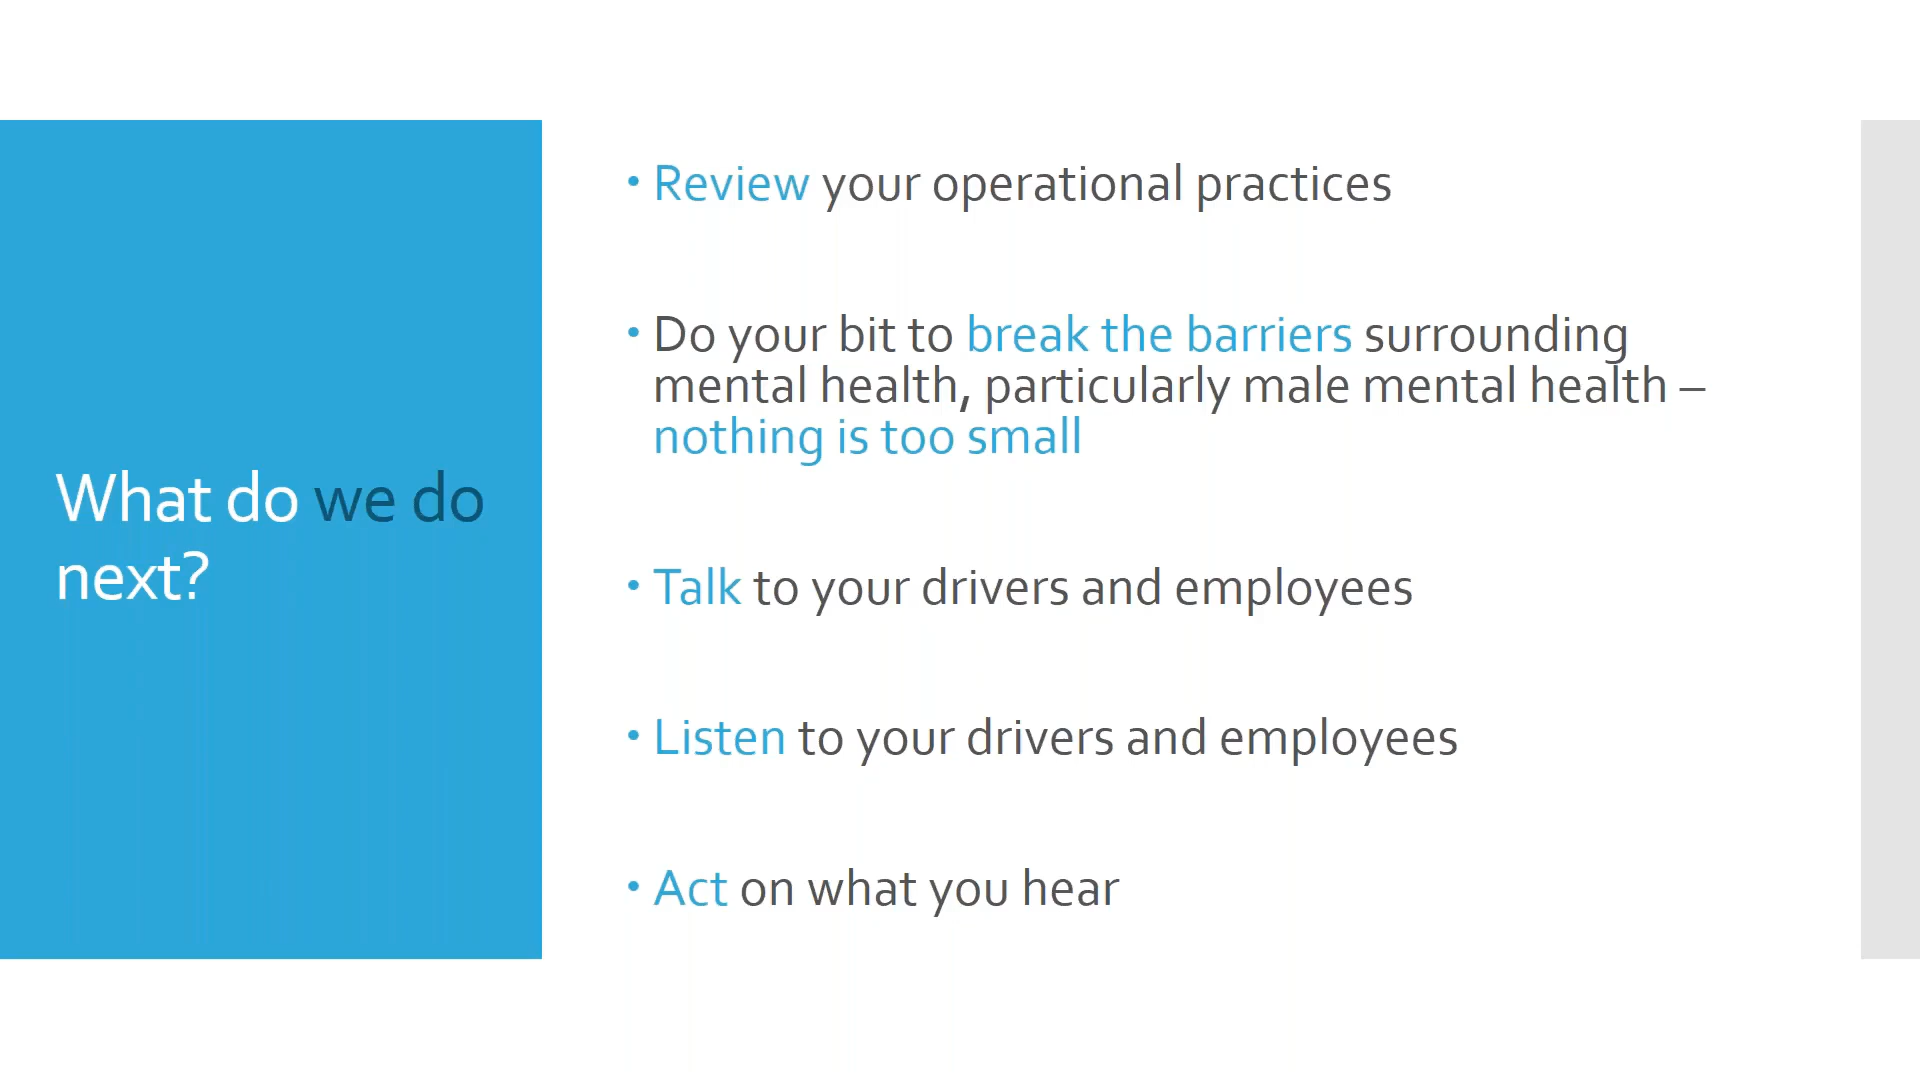 What do we do
next?
• Review your operational practices
• Do your bit to break the barriers surrounding
mental health, particularly male mental health –
nothing is too small
• Talk to your drivers and employees
• Listen to your drivers and employees
• Act on what you hear